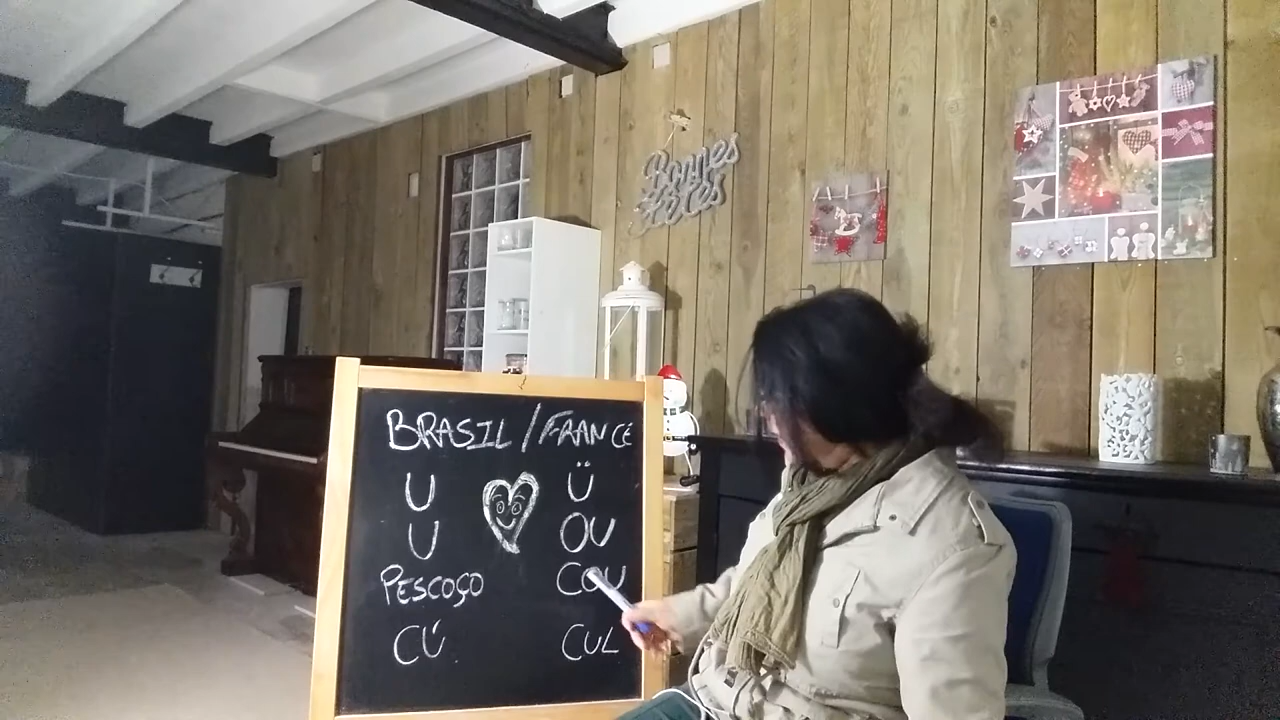 Bonnes
fêtes
BRASIL / FRANCE
U Ü
U OU
PESCOÇO COU
CÚ CUL